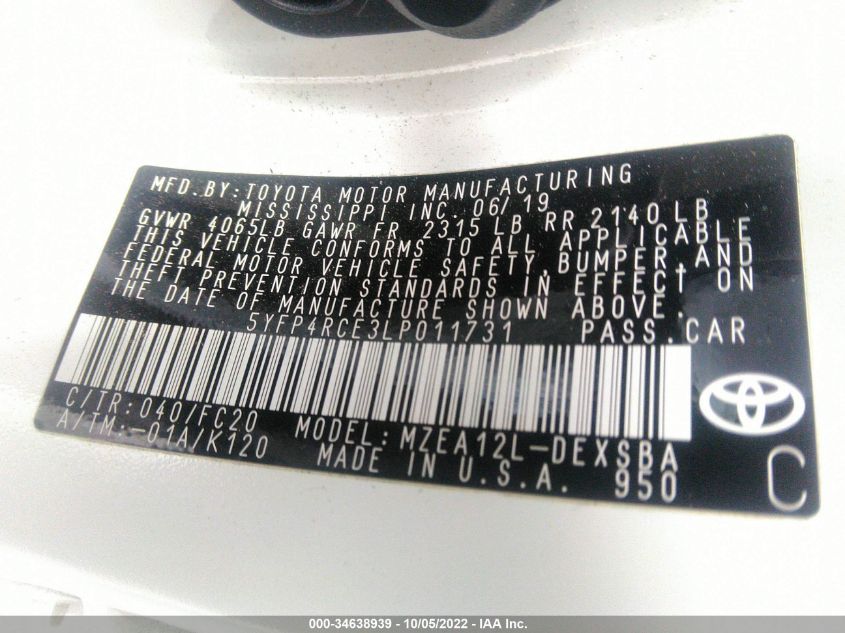 MFD. BY: TOYOTA MOTOR MANUFACTURING
MISSISSIPPI INC. 06/19
GVWR 4065LB GAWR FR 2315 LB RR 2140 LB
THIS VEHICLE CONFORMS TO ALL APPLICABLE
FEDERAL MOTOR VEHICLE SAFETY, BUMPER, AND
THEFT PREVENTION STANDARDS IN EFFECT ON
THE DATE OF MANUFACTURE SHOWN ABOVE.
5YFP4RCE3LP011731 PASS. CAR
C/TR: 040/FC20 MODEL: MZEA12L-DEXSBA
A/TM: -01A/K120 MADE IN U.S.A. 950
C
000-34638939 | 10/05/2022 - IAA Inc.